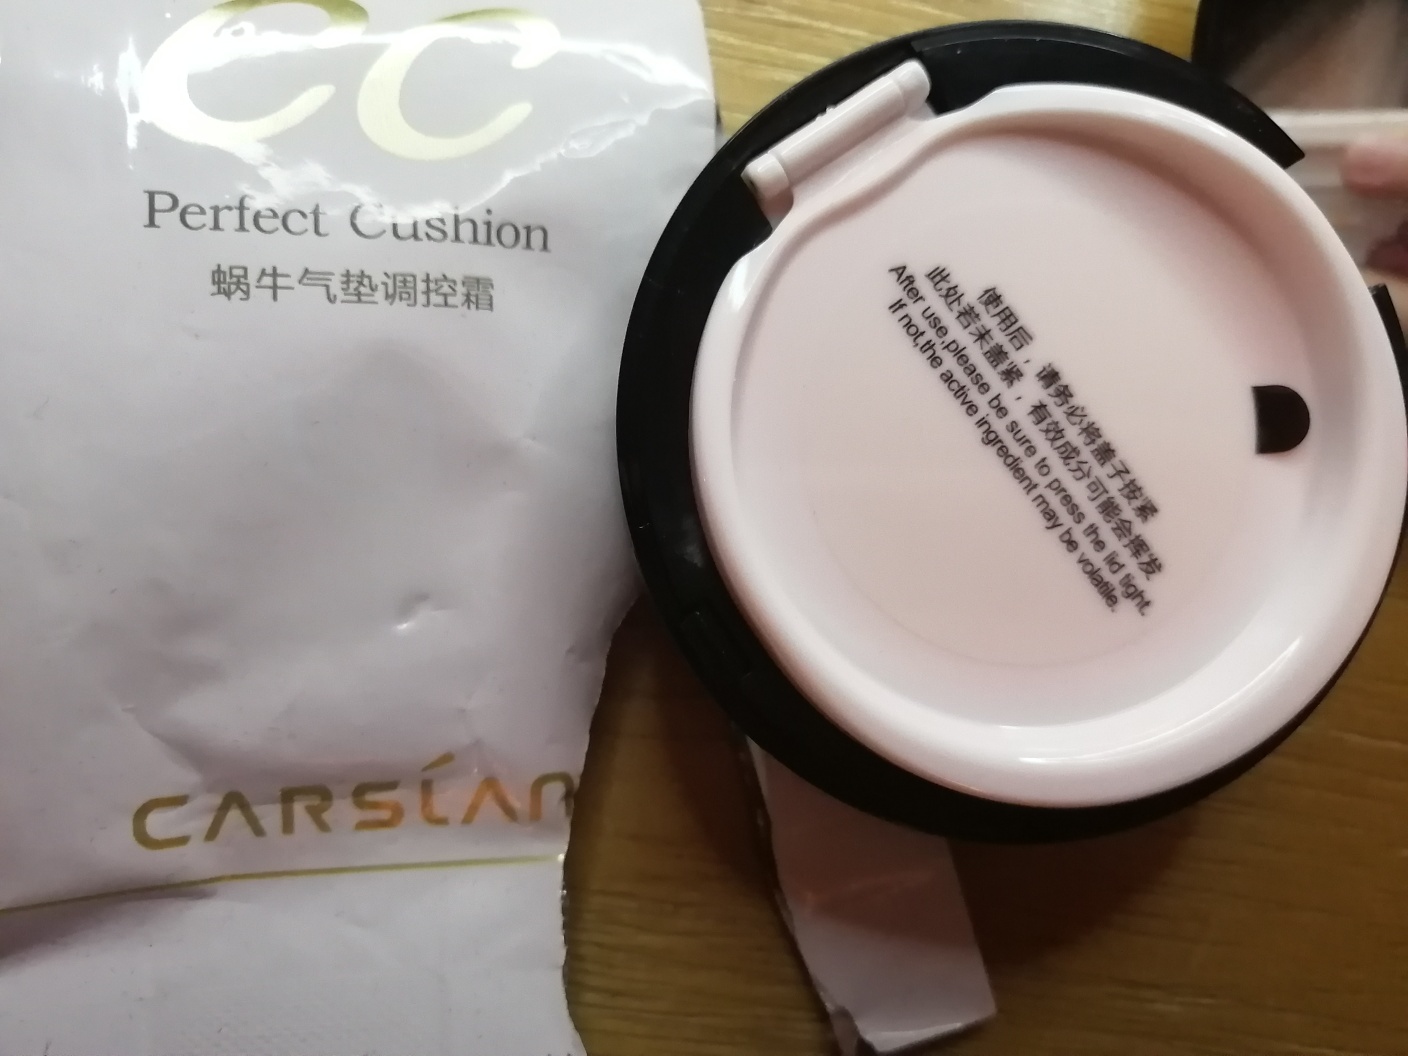 CC
Perfect Cushion
蜗牛气垫调控霜
CARSLAN
使用后，请务必将盖子按紧
此处若未盖紧，有效成分可能会挥发
After use,please be sure to press the lid tight.
If not,the active ingredient may be volatile.